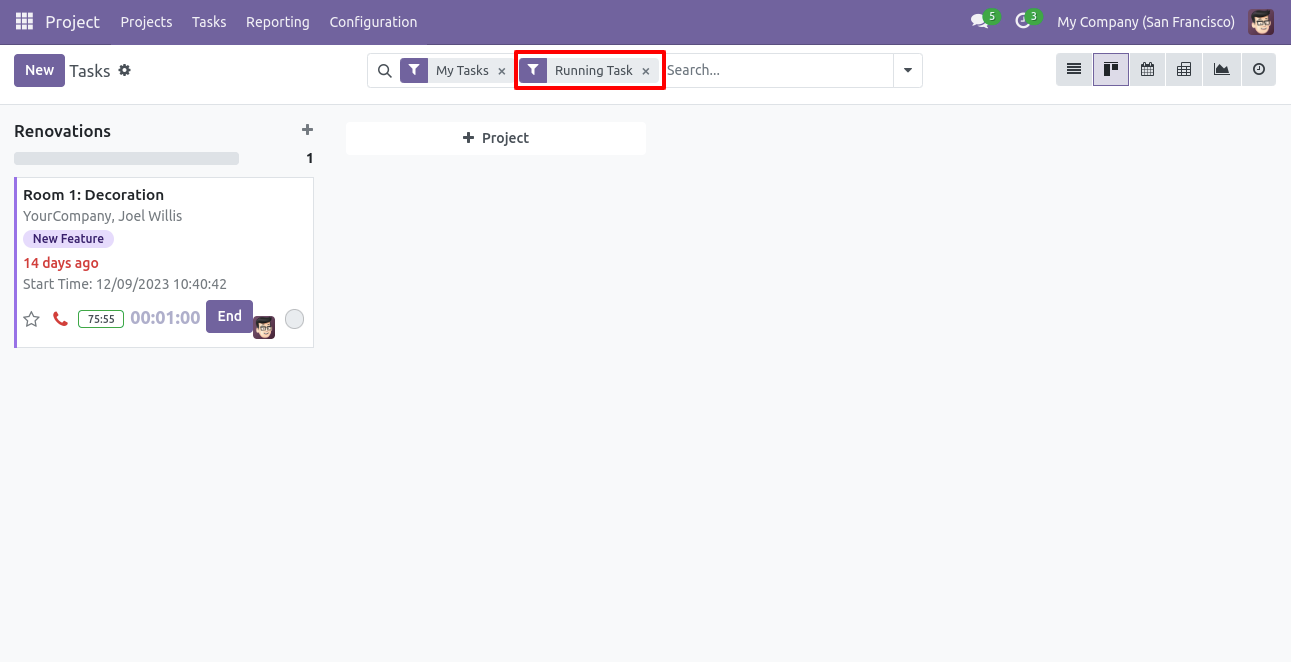 Project Projects Tasks Reporting Configuration 5 3 My Company (San Francisco)
New Tasks My Tasks × Running Task × Search...
Renovations +
1
+ Project
Room 1: Decoration
YourCompany, Joel Willis
New Feature
14 days ago
Start Time: 12/09/2023 10:40:42
75:55 00:01:00 End